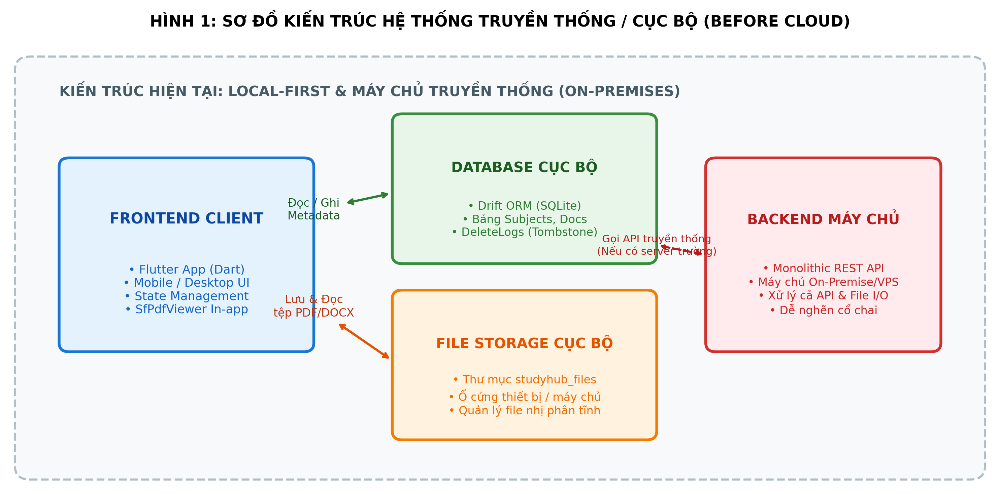 HÌNH 1: SƠ ĐỒ KIẾN TRÚC HỆ THỐNG TRUYỀN THỐNG / CỤC BỘ (BEFORE CLOUD)
KIẾN TRÚC HIỆN TẠI: LOCAL-FIRST & MÁY CHỦ TRUYỀN THỐNG (ON-PREMISES)
FRONTEND CLIENT
• Flutter App (Dart)
• Mobile / Desktop UI
• State Management
• SfPdfViewer In-app
Đọc / Ghi
Metadata
Lưu & Đọc
tệp PDF/DOCX
DATABASE CỤC BỘ
• Drift ORM (SQLite)
• Bảng Subjects, Docs
• DeleteLogs (Tombstone)
FILE STORAGE CỤC BỘ
• Thư mục studyhub_files
• Ổ cứng thiết bị / máy chủ
• Quản lý file nhị phân tĩnh
Gọi API truyền thống
(Nếu có server trường)
BACKEND MÁY CHỦ
• Monolithic REST API
• Máy chủ On-Premise/VPS
• Xử lý cả API & File I/O
• Dễ nghẽn cổ chai